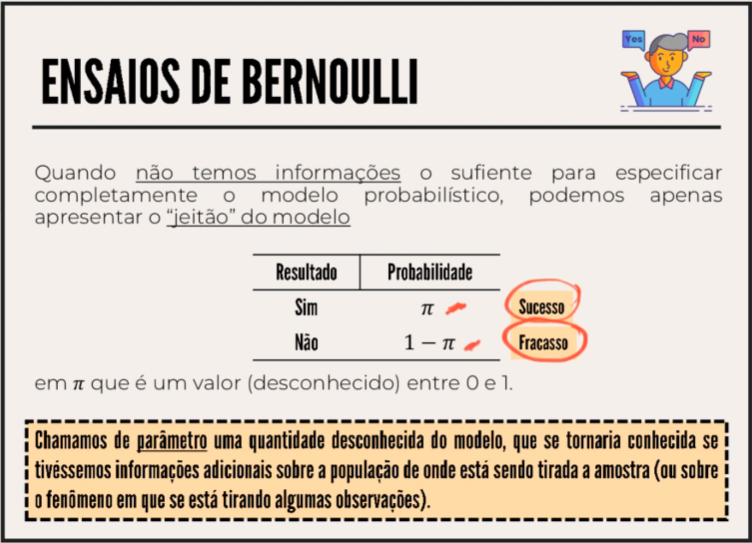 Yes No
ENSAIOS DE BERNOULLI
Quando não temos informações o sufiente para especificar
completamente o modelo probabilístico, podemos apenas
apresentar o “jeitão” do modelo
Resultado Probabilidade
Sim π Sucesso
Não 1 − π Fracasso
em π que é um valor (desconhecido) entre 0 e 1.
Chamamos de parâmetro uma quantidade desconhecida do modelo, que se tornaria conhecida se
tivéssemos informações adicionais sobre a população de onde está sendo tirada a amostra (ou sobre
o fenômeno em que se está tirando algumas observações).